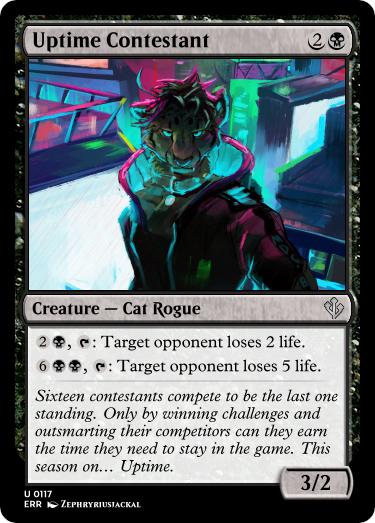 Uptime Contestant 2
Creature — Cat Rogue
2, : Target opponent loses 2 life.
6, : Target opponent loses 5 life.
Sixteen contestants compete to be the last one
standing. Only by winning challenges and
outsmarting their competitors can they earn
the time they need to stay in the game. This
season on… Uptime.
3/2
U 0117
ERR ZEPHRYRIUSJACKAL